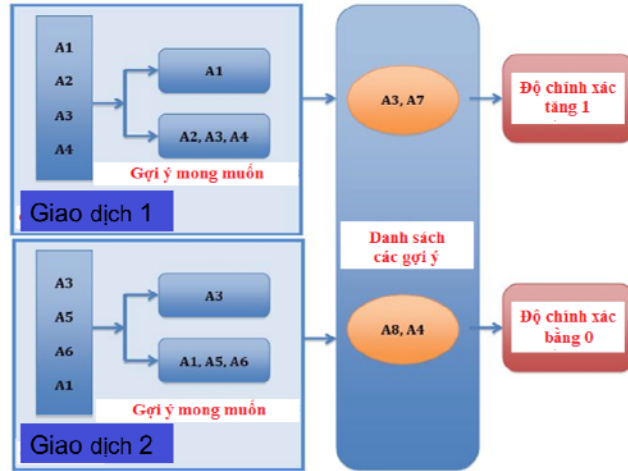 A1
A2
A3
A4
A1
A2, A3, A4
Gợi ý mong muốn
Giao dịch 1
A3
A5
A6
A1
A3
A1, A5, A6
Gợi ý mong muốn
Giao dịch 2
A3, A7
Danh sách
các gợi ý
A8, A4
Độ chính xác
tăng 1
Độ chính xác
bằng 0